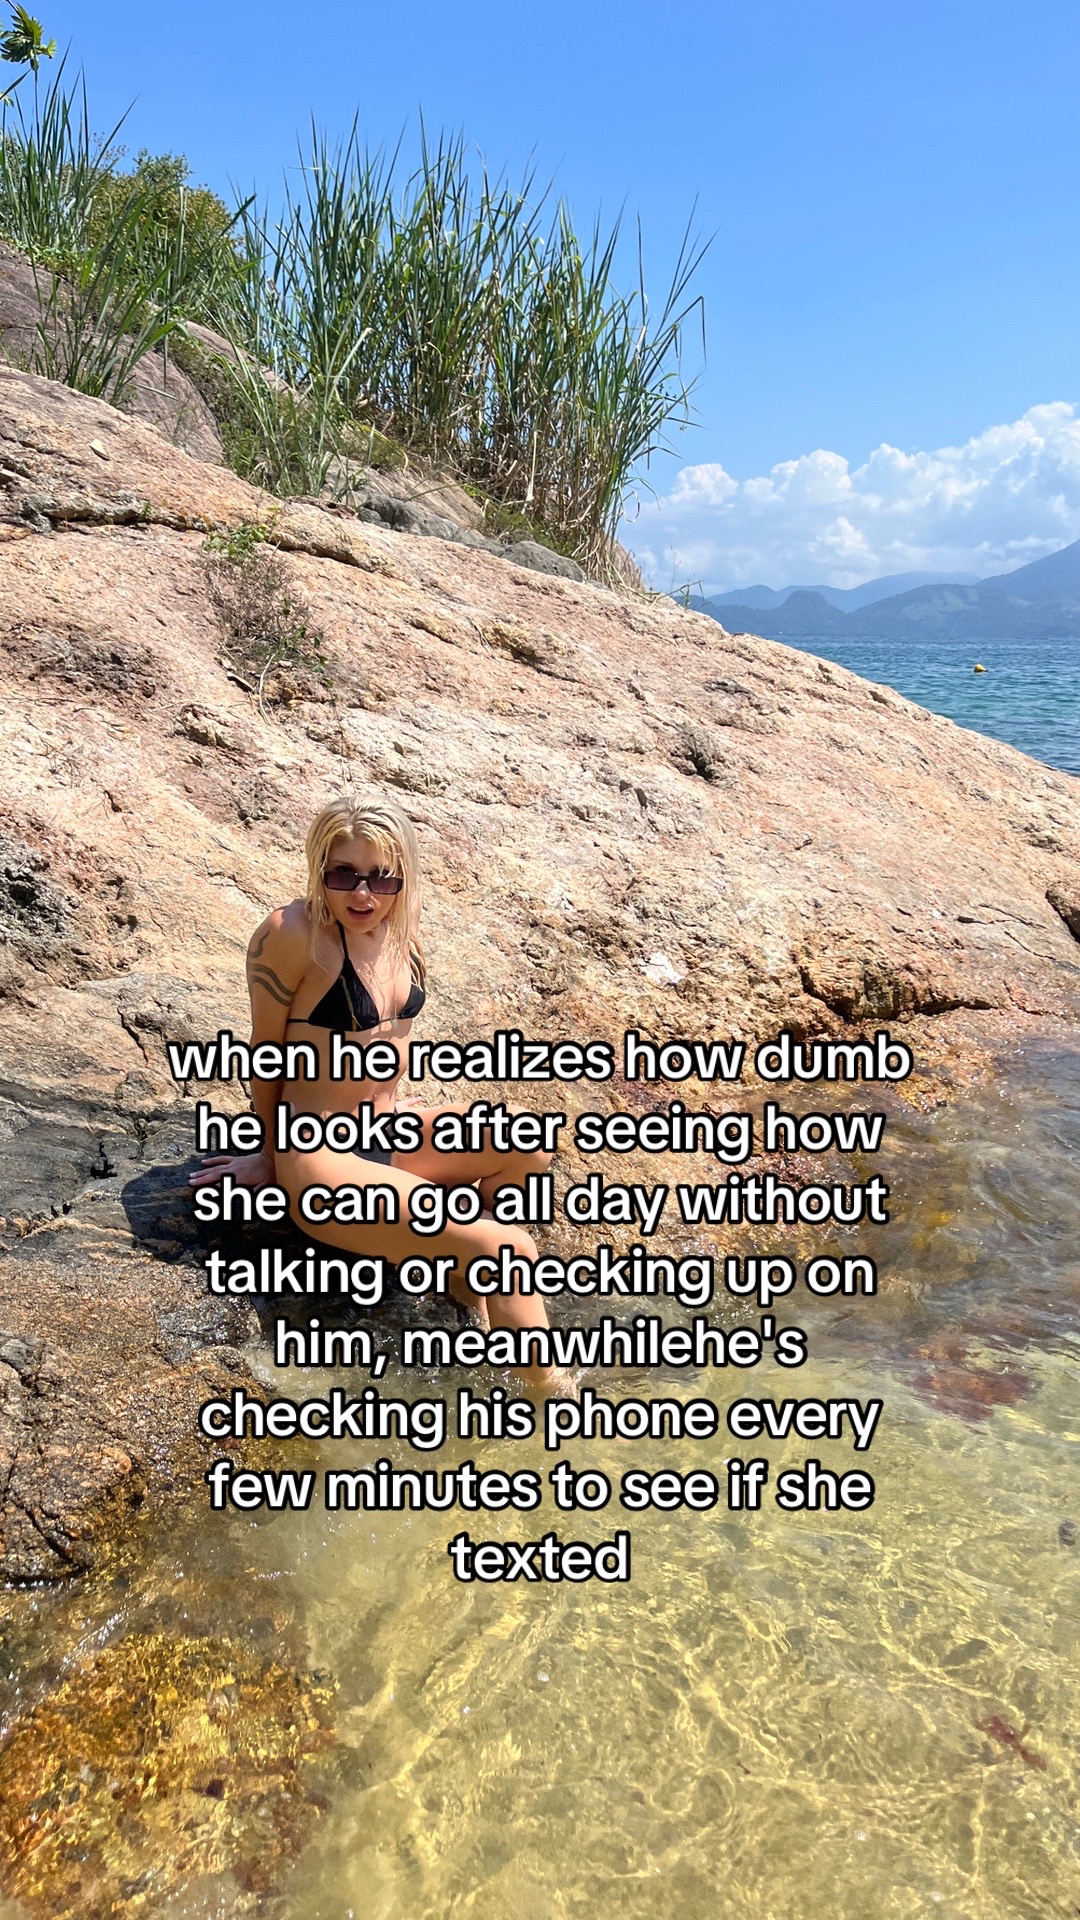 when he realizes how dumb
he looks after seeing how
she can go all day without
talking or checking up on
him, meanwhilehe's
checking his phone every
few minutes to see if she
texted